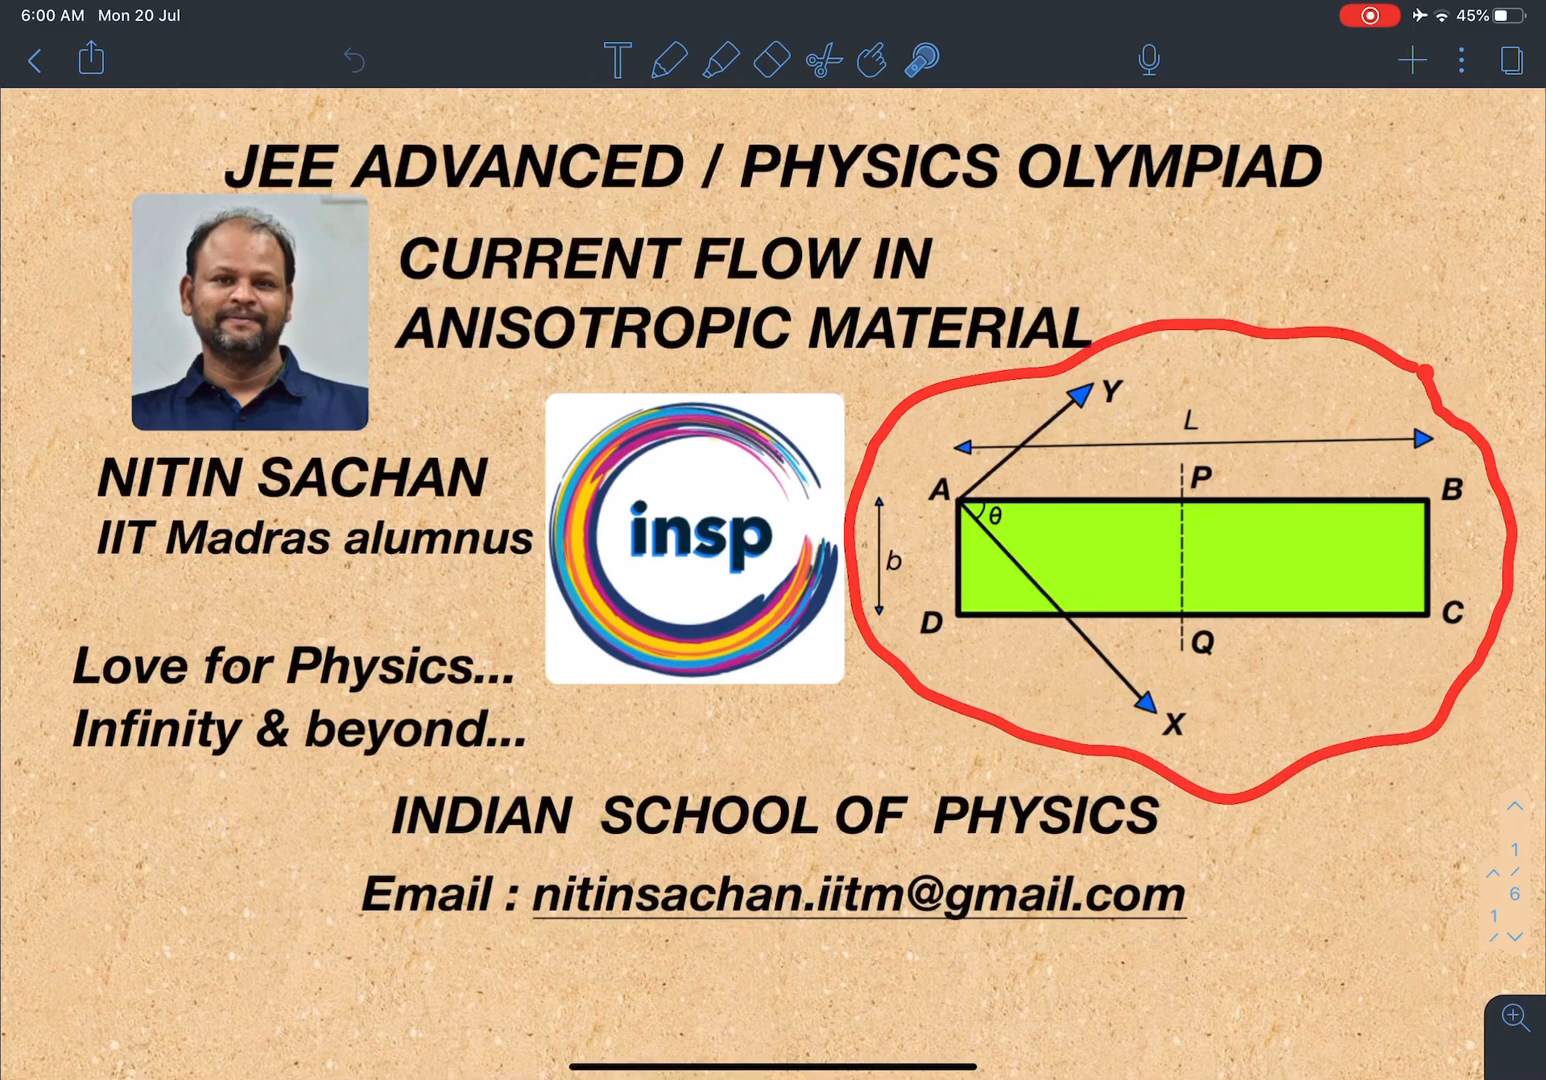 6:00 AM Mon 20 Jul
45%
T
JEE ADVANCED / PHYSICS OLYMPIAD
CURRENT FLOW IN
ANISOTROPIC MATERIAL
NITIN SACHAN
IIT Madras alumnus
Love for Physics...
Infinity & beyond...
insp
Y
L
A
P
B
θ
b
D
Q
C
X
INDIAN SCHOOL OF PHYSICS
Email : nitinsachan.iitm@gmail.com
1
/
6
1
/